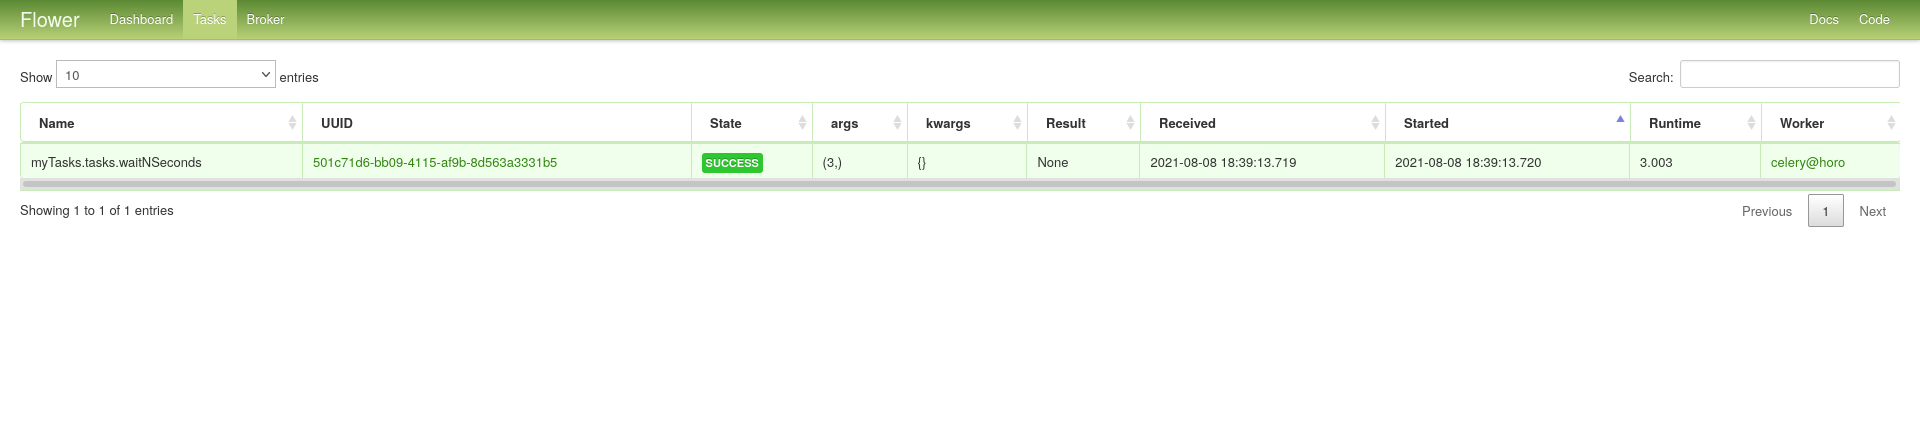 Flower Dashboard Tasks Broker Docs Code
Show 10 entries Search:
Name UUID State args kwargs Result Received Started Runtime Worker
myTasks.tasks.waitNSeconds 501c71d6-bb09-4115-af9b-8d563a3331b5 SUCCESS (3,) {} None 2021-08-08 18:39:13.719 2021-08-08 18:39:13.720 3.003 celery@horo
Showing 1 to 1 of 1 entries Previous 1 Next